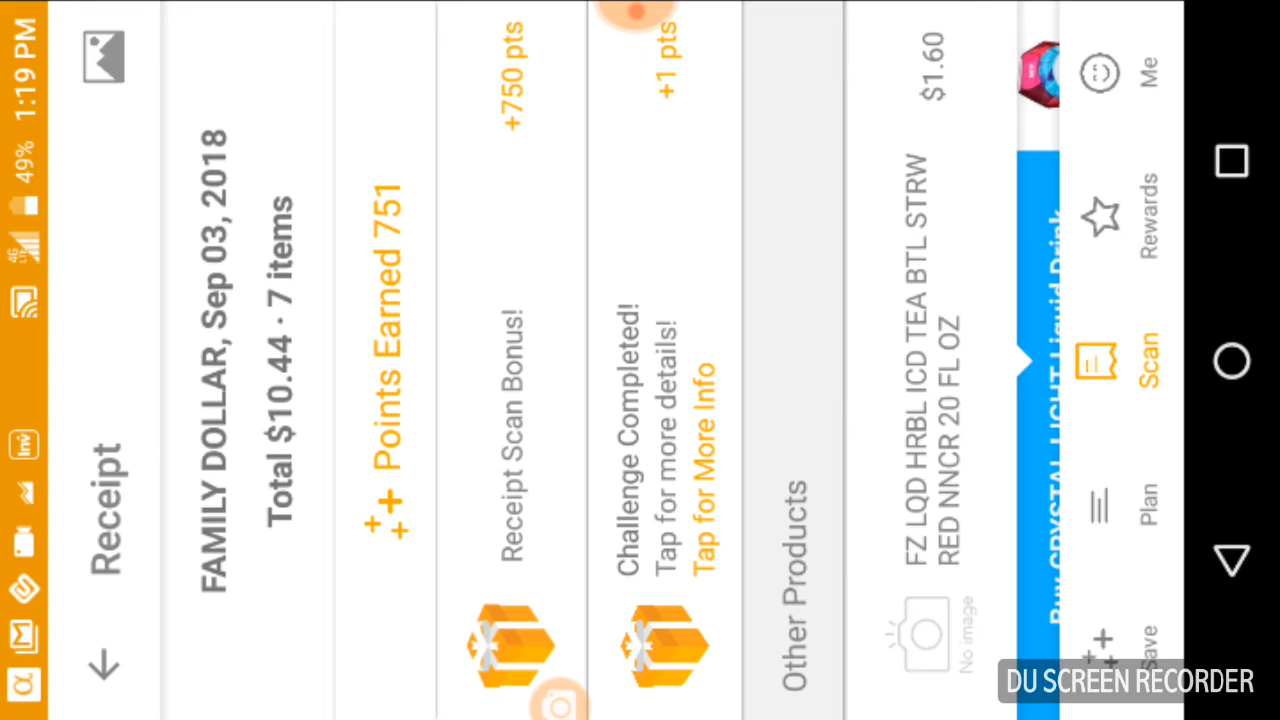 49% 1:19 PM
4G
LTE
Inv
α
M
Receipt
FAMILY DOLLAR, Sep 03, 2018
Total $10.44 · 7 items
Points Earned 751
Receipt Scan Bonus!
+750 pts
Challenge Completed!
+1 pts
Tap for more details!
Tap for More Info
Other Products
FZ LQD HRBL ICD TEA BTL STRW
$1.60
RED NNCR 20 FL OZ
No image
Buy CRYSTAL LIGHT Liquid Drink
Save
Plan
Scan
Rewards
Me
DU SCREEN RECORDER